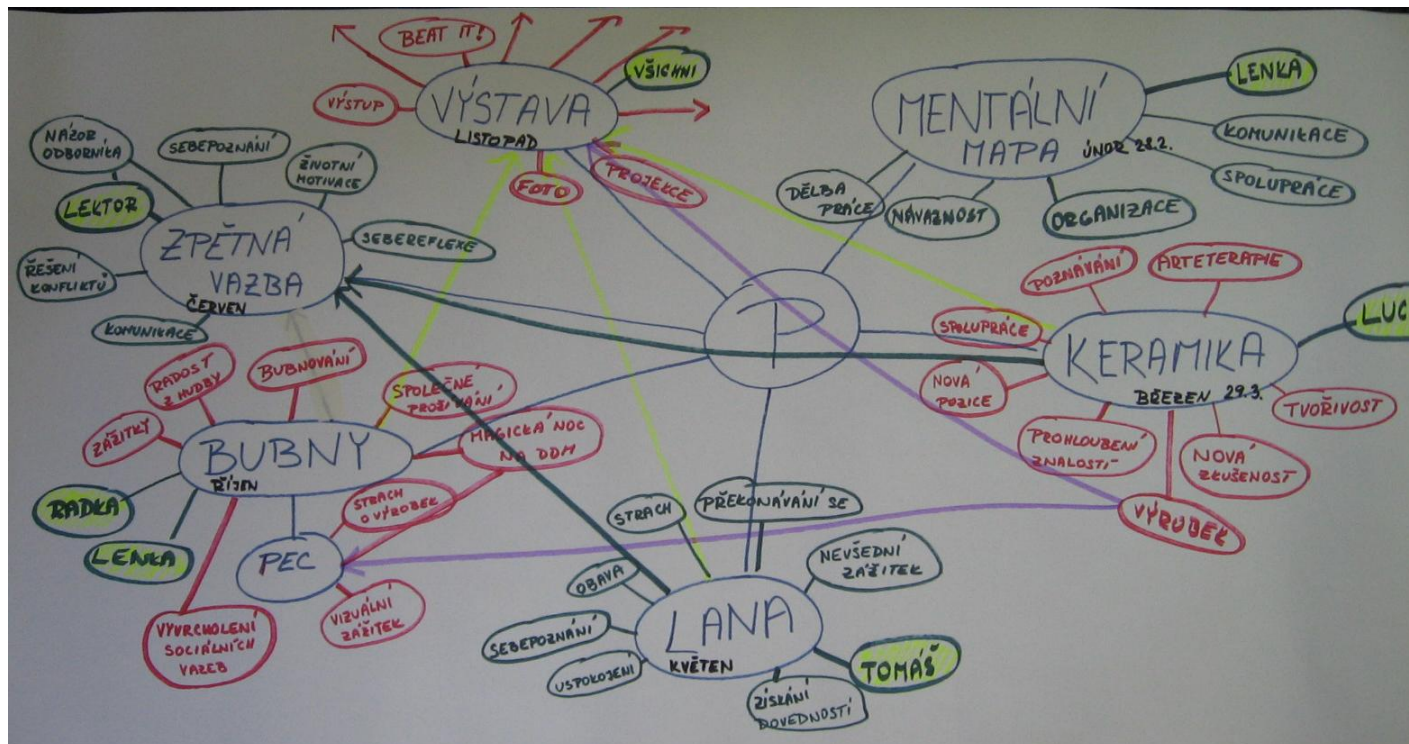 BEAT IT!
VÝSTUP
VÝSTAVA
LISTOPAD
VŠICHNI
FOTO
PROJEKCE
MENTÁLNÍ
MAPA
ÚNOR 28.2.
LENKA
KOMUNIKACE
SPOLUPRÁCE
ORGANIZACE
NÁVAZNOST
DĚLBA
PRÁCE
NÁZOR
ODBORNÍKA
SEBEPOZNÁNÍ
ŽIVOTNÍ
MOTIVACE
LEKTOR
ZPĚTNÁ
VAZBA
ČERVEN
SEBEREFLEXE
ŘEŠENÍ
KONFLIKTŮ
KOMUNIKACE
P
POZNÁVÁNÍ
ARTETERAPIE
SPOLUPRÁCE
KERAMIKA
BŘEZEN 29.3.
LUC
NOVÁ
POZICE
TVOŘIVOST
PROHLOUBENÍ
ZNALOSTÍ
NOVÁ
ZKUŠENOST
VÝROBEK
RADOST
Z HUDBY
BUBNOVÁNÍ
SPOLEČNÉ
PROŽÍVÁNÍ
ZÁŽITKY
MAGICKÁ NOC
NA DDM
BUBNY
ŘÍJEN
RADKA
LENKA
STRACH
O VÝROBEK
PEC
VIZUÁLNÍ
ZÁŽITEK
VYVRCHOLENÍ
SOCIÁLNÍCH
VAZEB
STRACH
PŘEKONÁVÁNÍ SE
NEVŠEDNÍ
ZÁŽITEK
OBAVA
LANA
KVĚTEN
SEBEPOZNÁNÍ
USPOKOJENÍ
TOMÁŠ
ZÍSKÁNÍ
DOVEDNOSTÍ